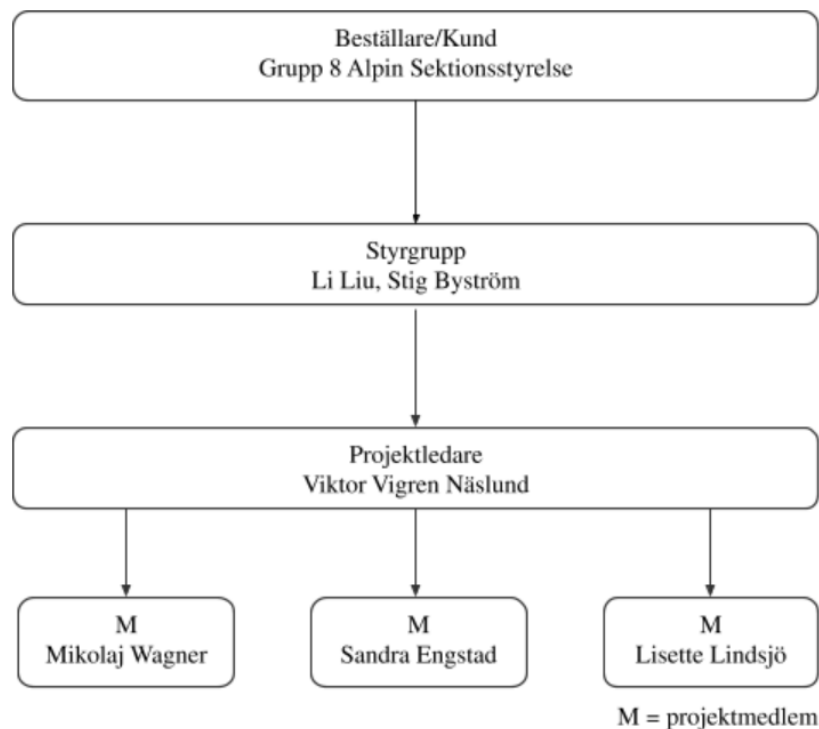 Beställare/Kund
Grupp 8 Alpin Sektionsstyrelse
Styrgrupp
Li Liu, Stig Byström
Projektledare
Viktor Vigren Näslund
M
Mikolaj Wagner
M
Sandra Engstad
M
Lisette Lindsjö
M = projektmedlem